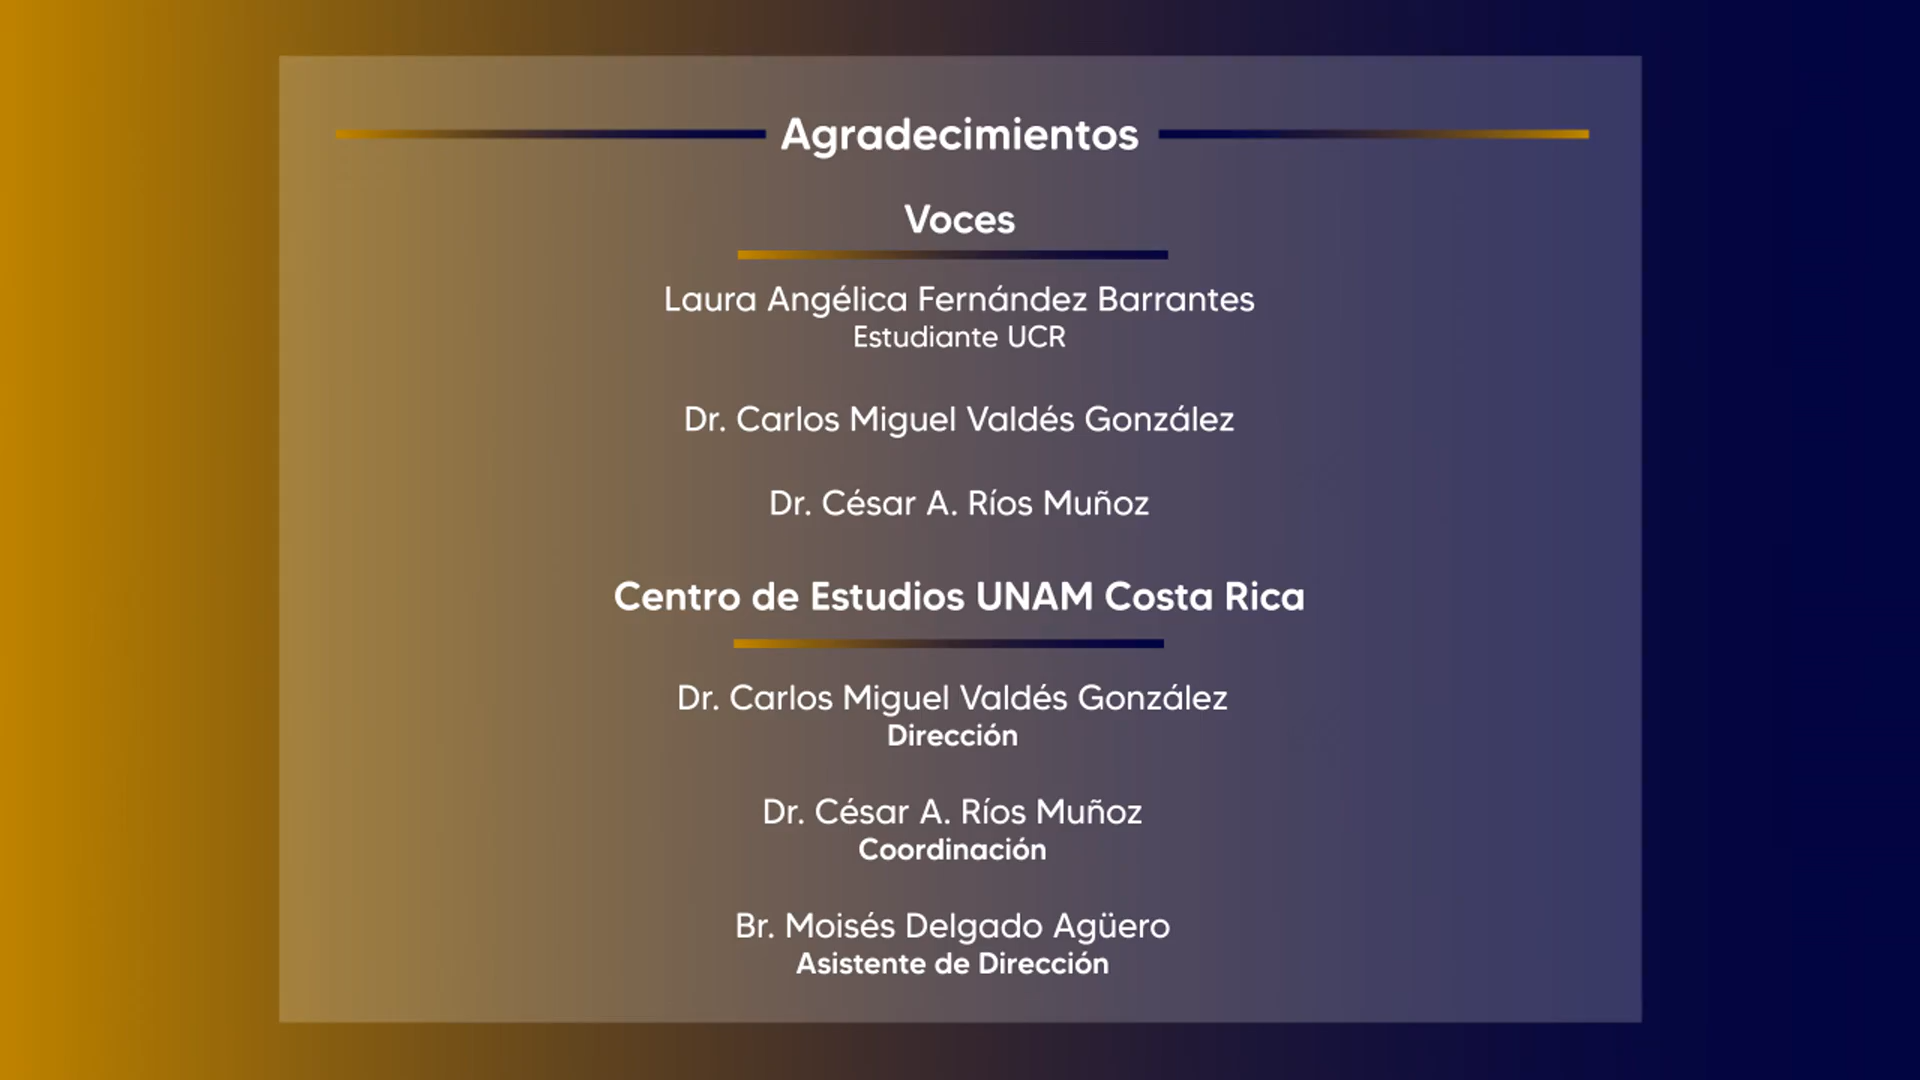 Agradecimientos
Voces
Laura Angélica Fernández Barrantes
Estudiante UCR
Dr. Carlos Miguel Valdés González
Dr. César A. Ríos Muñoz
Centro de Estudios UNAM Costa Rica
Dr. Carlos Miguel Valdés González
Dirección
Dr. César A. Ríos Muñoz
Coordinación
Br. Moisés Delgado Agüero
Asistente de Dirección